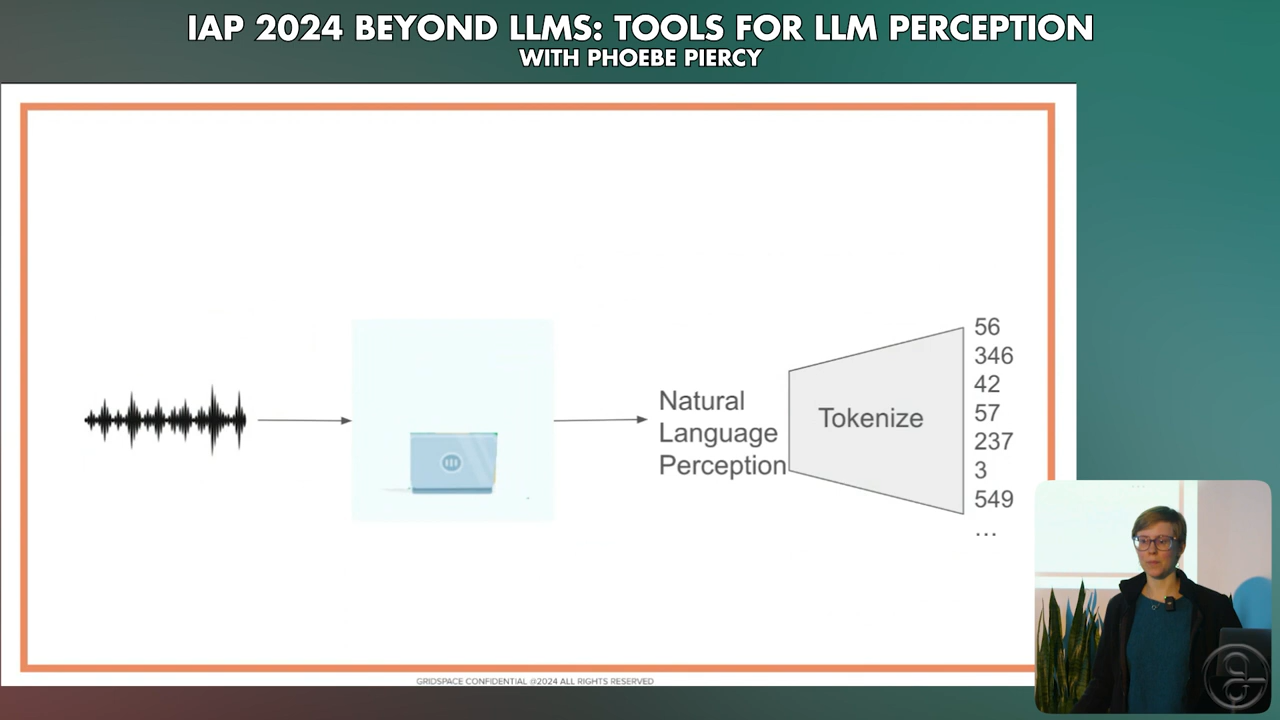 IAP 2024 BEYOND LLMS: TOOLS FOR LLM PERCEPTION
WITH PHOEBE PIERCY
Natural
Language
Perception
Tokenize
56
346
42
57
237
3
549
...
GRIDSPACE CONFIDENTIAL @2024 ALL RIGHTS RESERVED